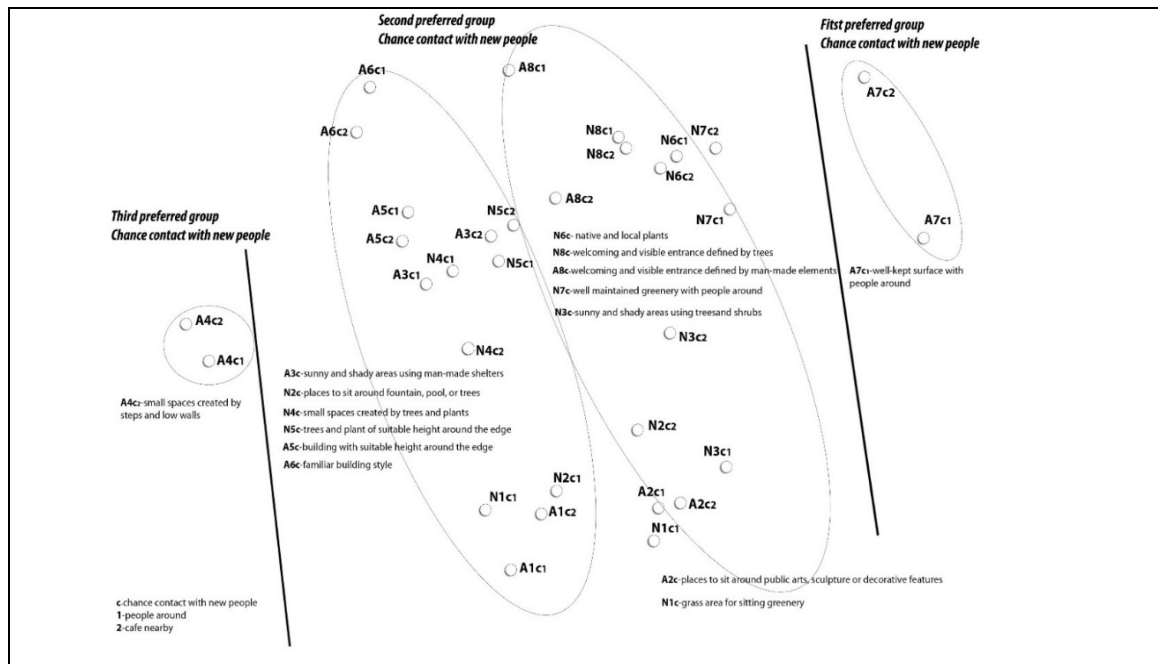 Second preferred group
Chance contact with new people
Fitst preferred group
Chance contact with new people
A6c1
A8c1
A7c2
A6c2
N8c1
N8c2
N6c1
N7c2
N6c2
A8c2
N7c1
A7c1
A5c1
A5c2
N5c2
A3c2
N4c1
N5c1
A3c1
Third preferred group
Chance contact with new people
N6c- native and local plants
N8c-welcoming and visible entrance defined by trees
A8c-welcoming and visible entrance defined by man-made elements
N7c-well maintained greenery with people around
N3c-sunny and shady areas using treesand shrubs
A7c1-well-kept surface with
people around
A4c2
A4c1
N4c2
N3c2
A4c2-small spaces created by
steps and low walls
A3c-sunny and shady areas using man-made shelters
N2c-places to sit around fountain, pool, or trees
N4c-small spaces created by trees and plants
N5c-trees and plant of suitable height around the edge
A5c-building with suitable height around the edge
A6c-familiar building style
N2c2
N3c1
N2c1
N1c1
A1c2
A2c1
A2c2
N1c1
A1c1
A2c-places to sit around public arts, sculpture or decorative features
N1c-grass area for sitting greenery
c-chance contact with new people
1-people around
2-cafe nearby